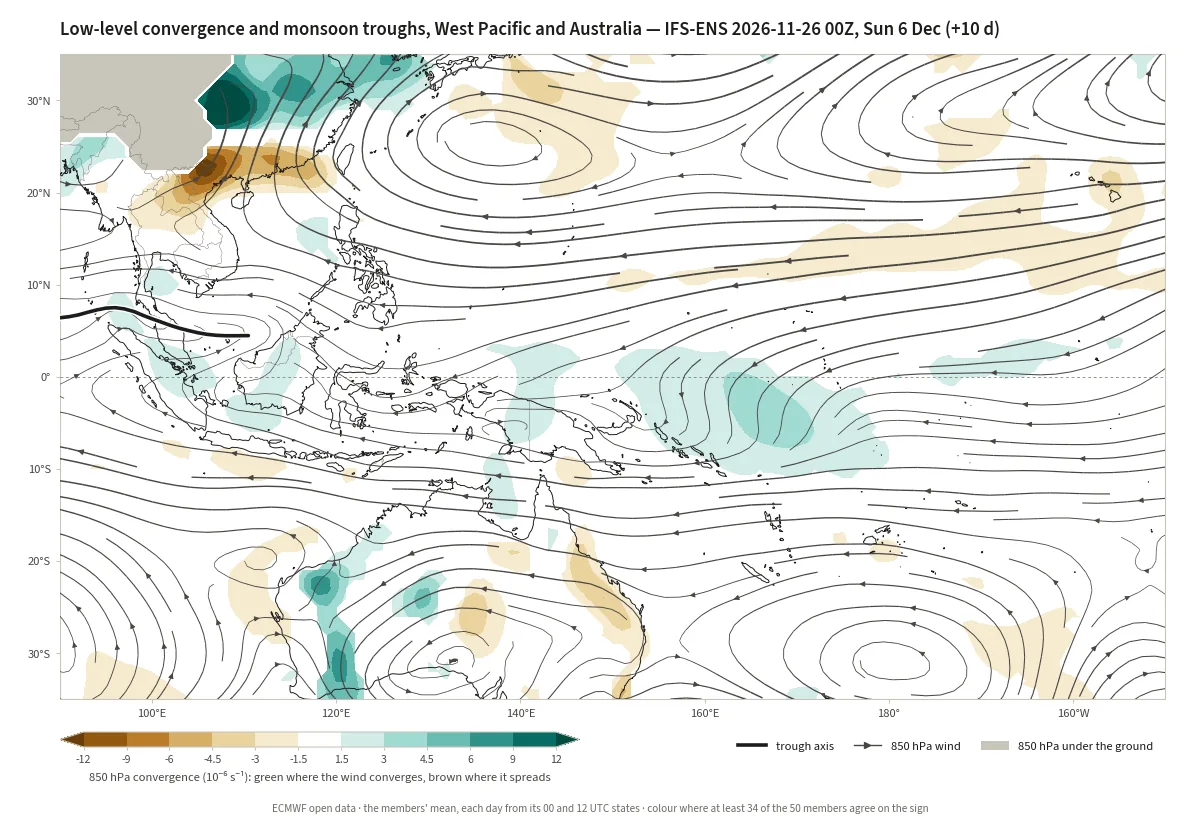 Low-level convergence and monsoon troughs, West Pacific and Australia — IFS-ENS 2026-11-26 00Z, Sun 6 Dec (+10 d)
30°N
20°N
10°N
0°
10°S
20°S
30°S
100°E 120°E 140°E 160°E 180° 160°W
-12 -9 -6 -4.5 -3 -1.5 1.5 3 4.5 6 9 12
850 hPa convergence (10⁻⁶ s⁻¹): green where the wind converges, brown where it spreads
trough axis 850 hPa wind 850 hPa under the ground
ECMWF open data · the members' mean, each day from its 00 and 12 UTC states · colour where at least 34 of the 50 members agree on the sign